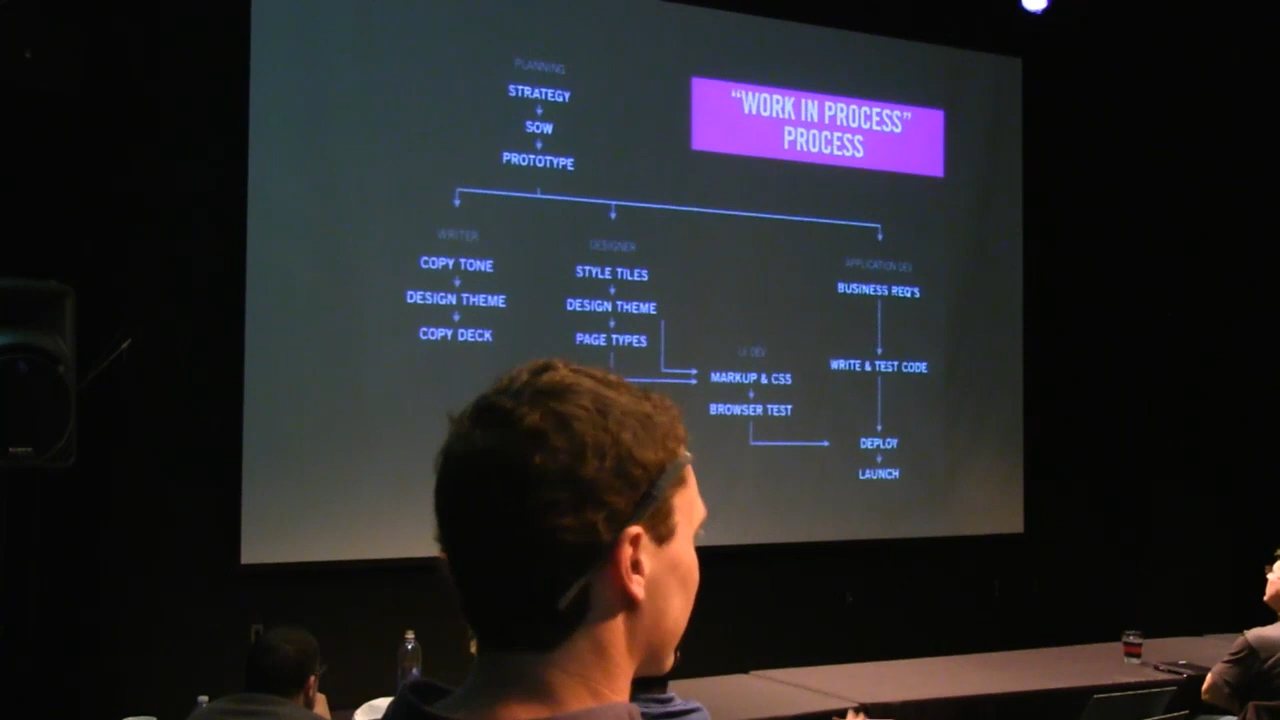 PLANNING
STRATEGY
SOW
PROTOTYPE
“WORK IN PROCESS”
PROCESS
WRITER
COPY TONE
DESIGN THEME
COPY DECK
DESIGNER
STYLE TILES
DESIGN THEME
PAGE TYPES
UI DEV
MARKUP & CSS
BROWSER TEST
APPLICATION DEV
BUSINESS REQ'S
WRITE & TEST CODE
DEPLOY
LAUNCH